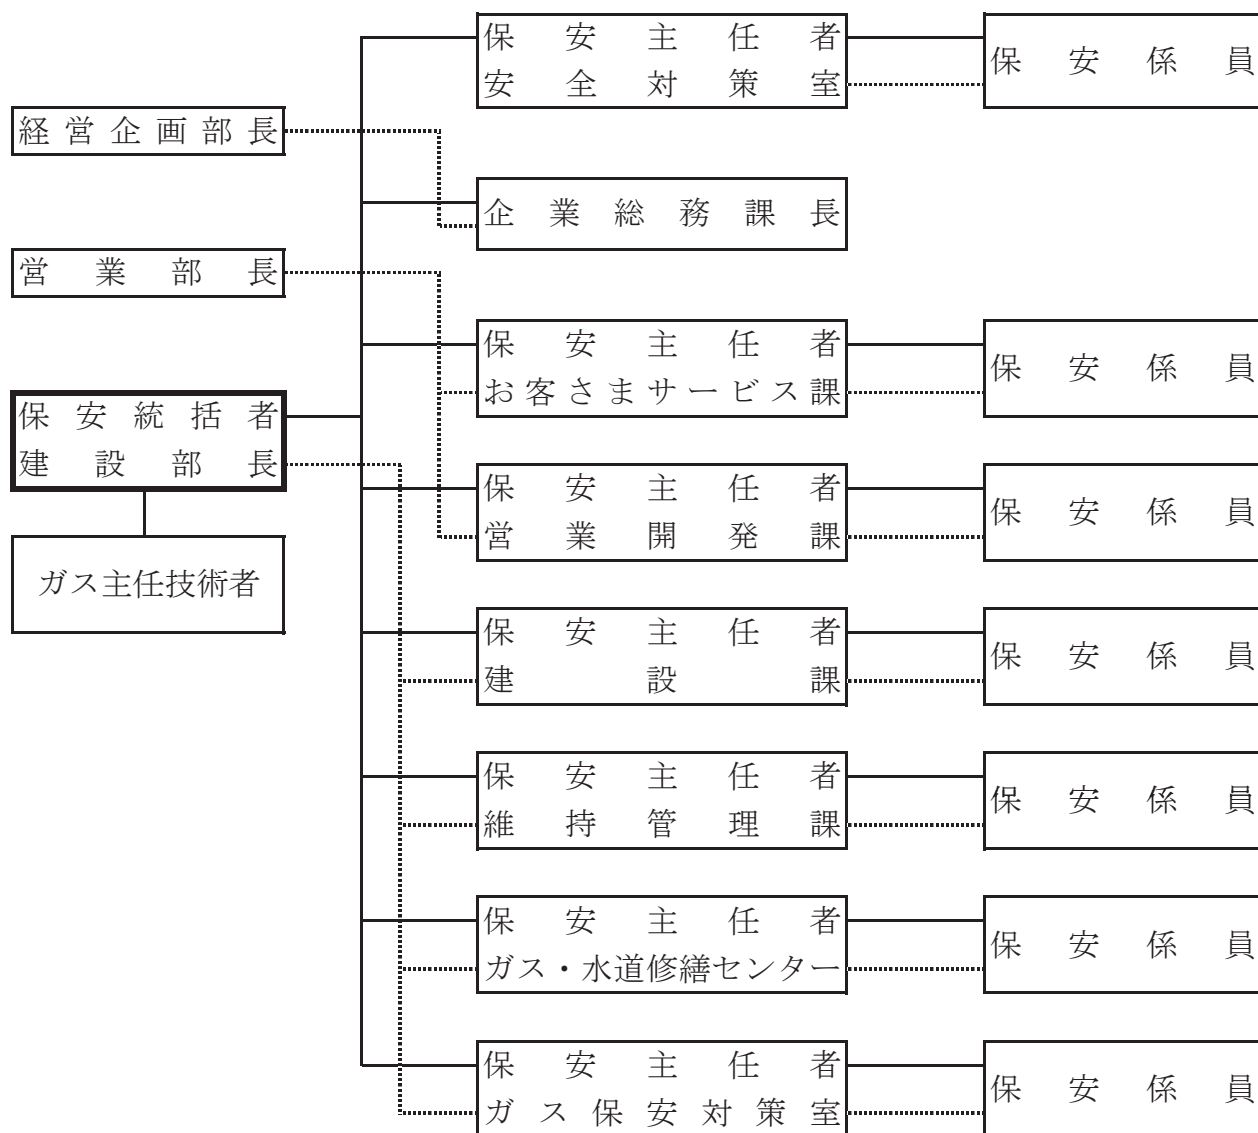 保安主任者
安全対策室
保安係員
経営企画部長
企業総務課長
営業部長
保安主任者
お客さまサービス課
保安係員
保安統括者
建設部長
保安主任者
営業開発課
保安係員
ガス主任技術者
保安主任者
建設課
保安係員
保安主任者
維持管理課
保安係員
保安主任者
ガス・水道修繕センター
保安係員
保安主任者
ガス保安対策室
保安係員